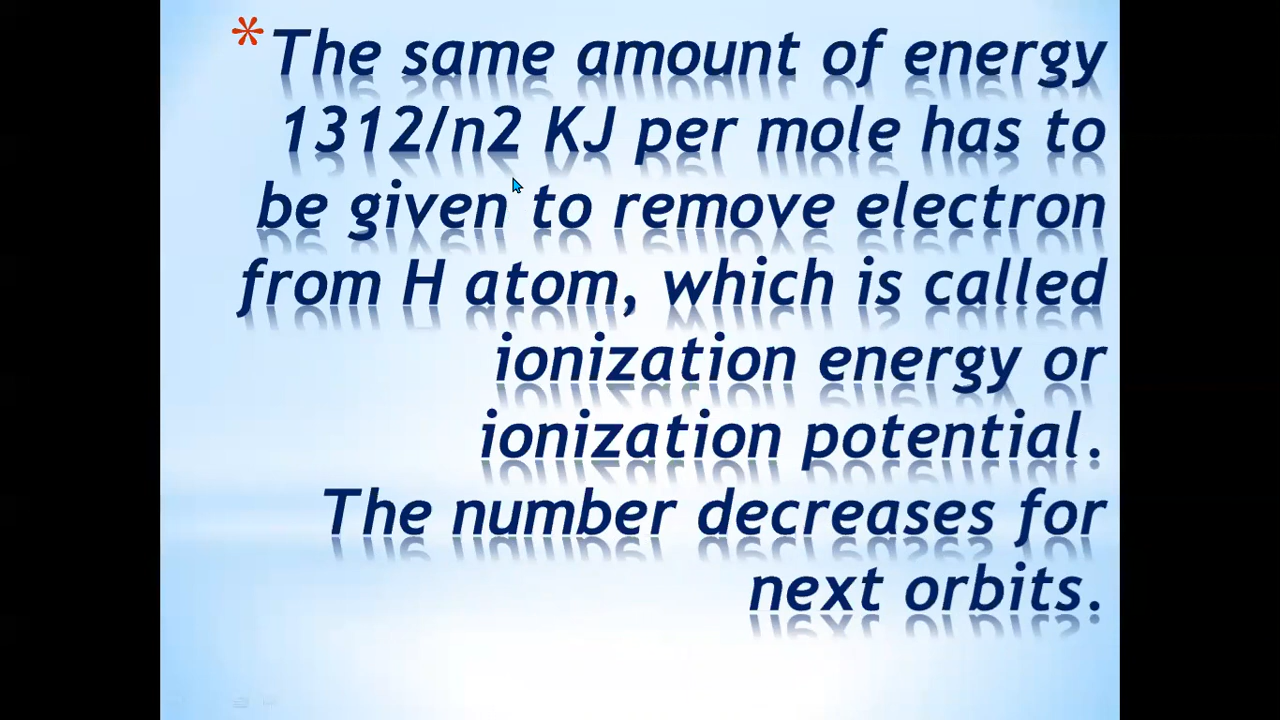 * The same amount of energy
1312/n2 KJ per mole has to
be given to remove electron
from H atom, which is called
ionization energy or
ionization potential.
The number decreases for
next orbits.